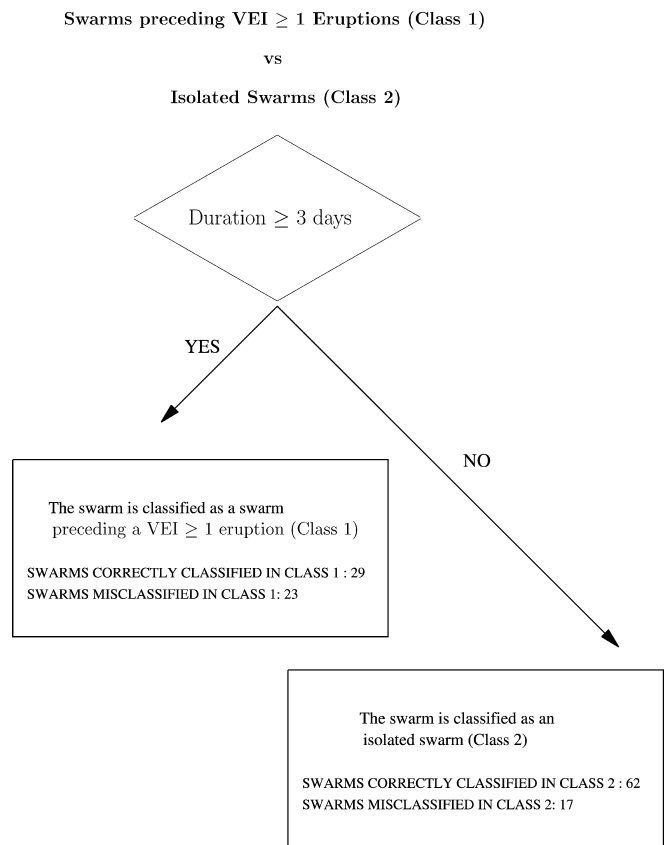 Swarms preceding VEI ≥ 1 Eruptions (Class 1)
vs
Isolated Swarms (Class 2)
Duration ≥ 3 days
YES
NO
The swarm is classified as a swarm
preceding a VEI ≥ 1 eruption (Class 1)
SWARMS CORRECTLY CLASSIFIED IN CLASS 1 : 29
SWARMS MISCLASSIFIED IN CLASS 1: 23
The swarm is classified as an
isolated swarm (Class 2)
SWARMS CORRECTLY CLASSIFIED IN CLASS 2 : 62
SWARMS MISCLASSIFIED IN CLASS 2: 17